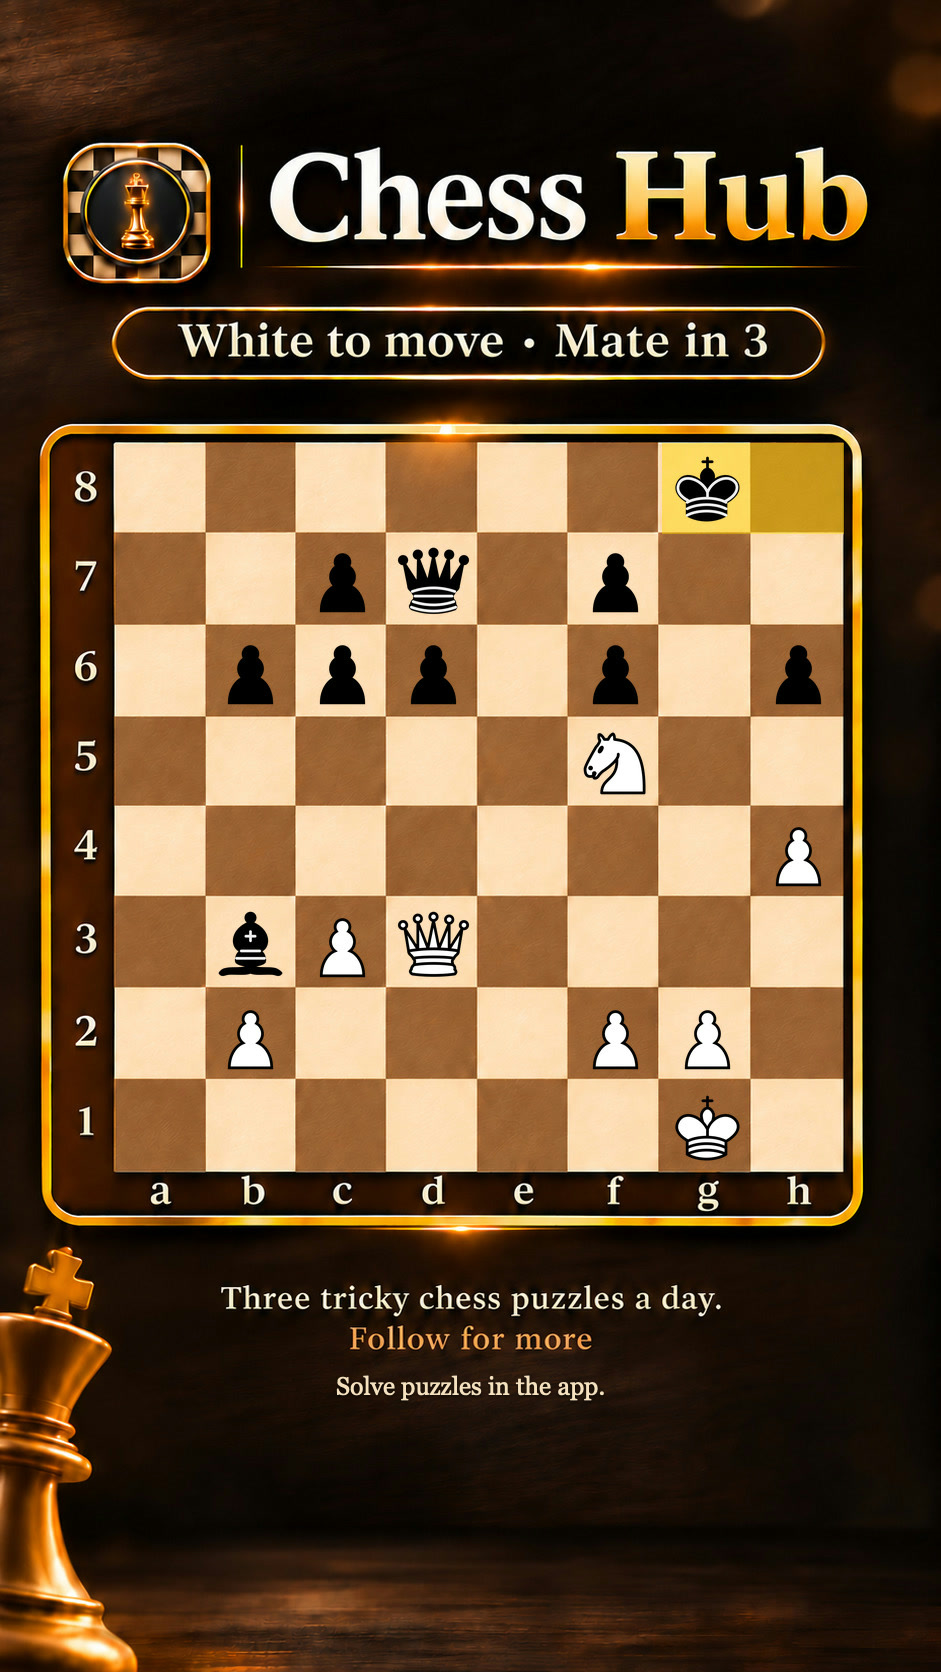 Chess Hub
White to move • Mate in 3
8
7
6
5
4
3
2
1
a b c d e f g h
Three tricky chess puzzles a day.
Follow for more
Solve puzzles in the app.